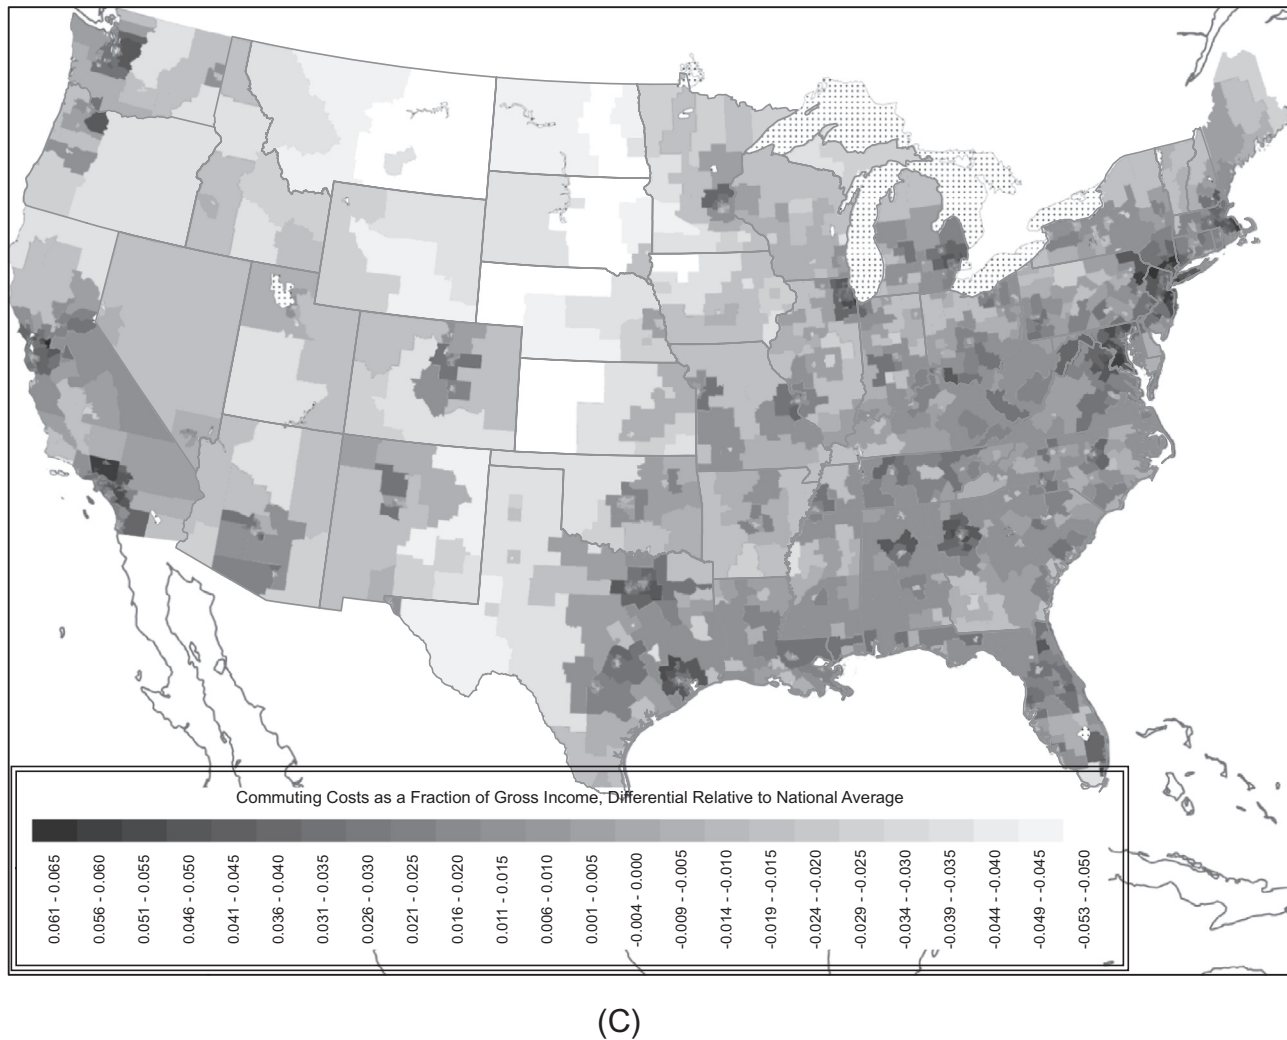 Commuting Costs as a Fraction of Gross Income, Differential Relative to National Average
0.061 - 0.065
0.056 - 0.060
0.051 - 0.055
0.046 - 0.050
0.041 - 0.045
0.036 - 0.040
0.031 - 0.035
0.026 - 0.030
0.021 - 0.025
0.016 - 0.020
0.011 - 0.015
0.006 - 0.010
0.001 - 0.005
-0.004 - 0.000
-0.009 - -0.005
-0.014 - -0.010
-0.019 - -0.015
-0.024 - -0.020
-0.029 - -0.025
-0.034 - -0.030
-0.039 - -0.035
-0.044 - -0.040
-0.049 - -0.045
-0.053 - -0.050
(C)